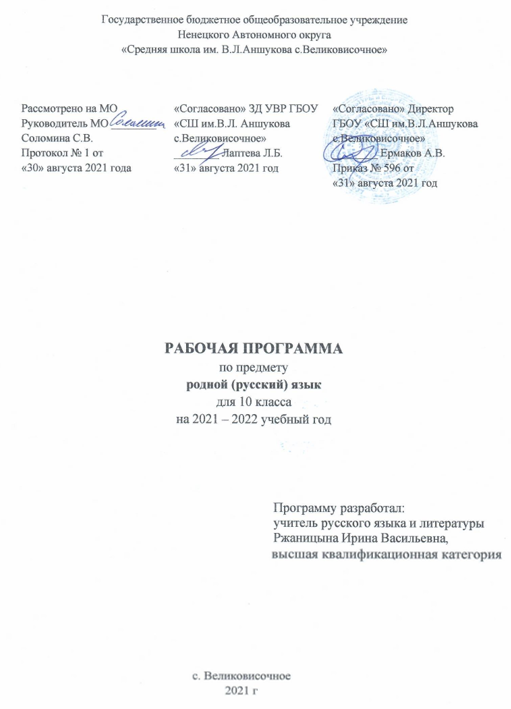 Государственное бюджетное общеобразовательное учреждение
Ненецкого Автономного округа
«Средняя школа им. В.Л.Аншукова с.Великовисочное»
Рассмотрено на МО
Руководитель МО
Соломина С.В.
Протокол № 1 от
«30» августа 2021 года
«Согласовано» ЗД УВР ГБОУ
«СШ им.В.Л. Аншукова
с.Великовисочное»
Лаптева Л.Б.
«31» августа 2021 год
«Согласовано» Директор
ГБОУ «СШ им.В.Л.Аншукова
с.Великовисочное»
Ермаков А.В.
Приказ № 596 от
«31» августа 2021 год
РАБОЧАЯ ПРОГРАММА
по предмету
родной (русский) язык
для 10 класса
на 2021 – 2022 учебный год
Программу разработал:
учитель русского языка и литературы
Ржаницына Ирина Васильевна,
высшая квалификационная категория
с. Великовисочное
2021 г